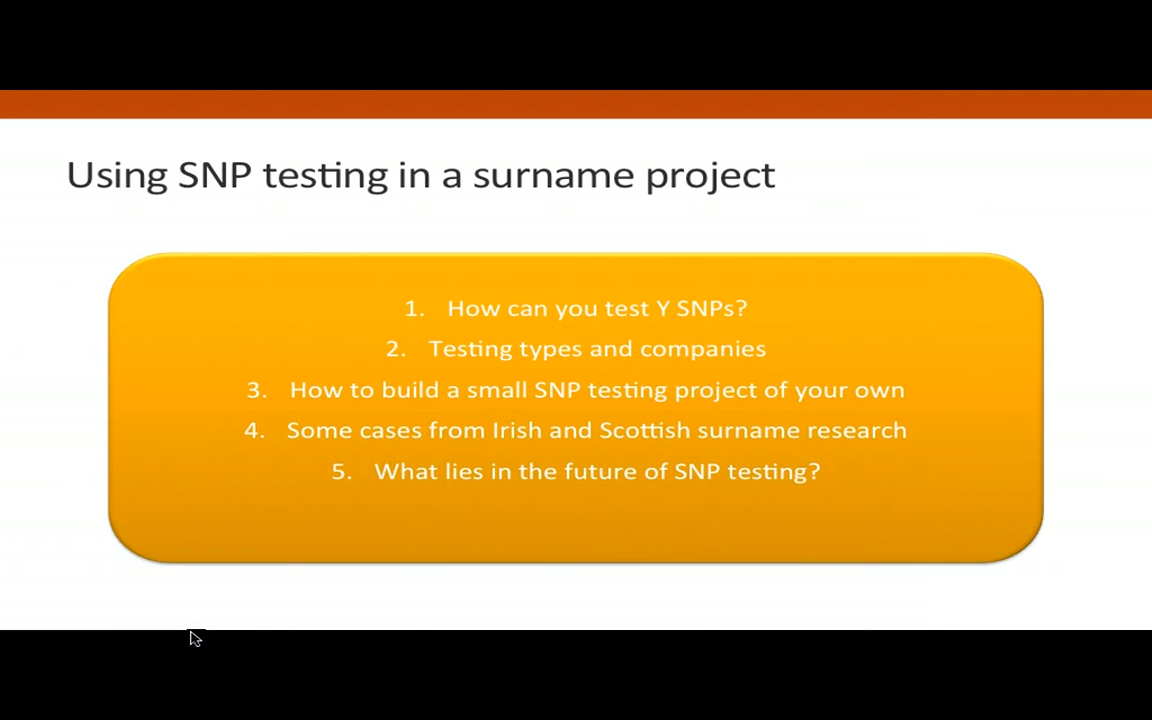 Using SNP testing in a surname project
1. How can you test Y SNPs?
2. Testing types and companies
3. How to build a small SNP testing project of your own
4. Some cases from Irish and Scottish surname research
5. What lies in the future of SNP testing?